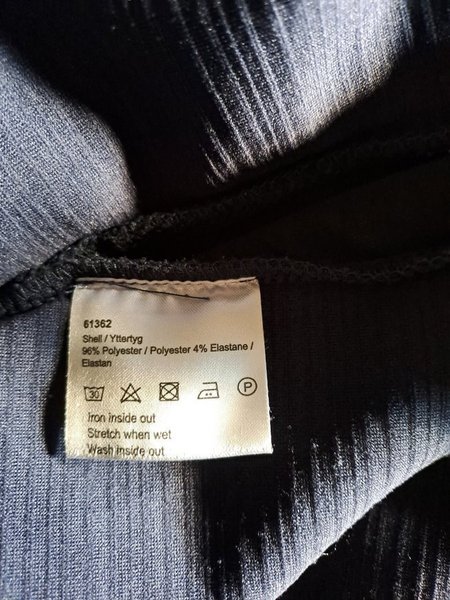 61362
Shell / Yttertyg
96% Polyester / Polyester 4% Elastane /
Elastan
30
P
Iron inside out
Stretch when wet
Wash inside out